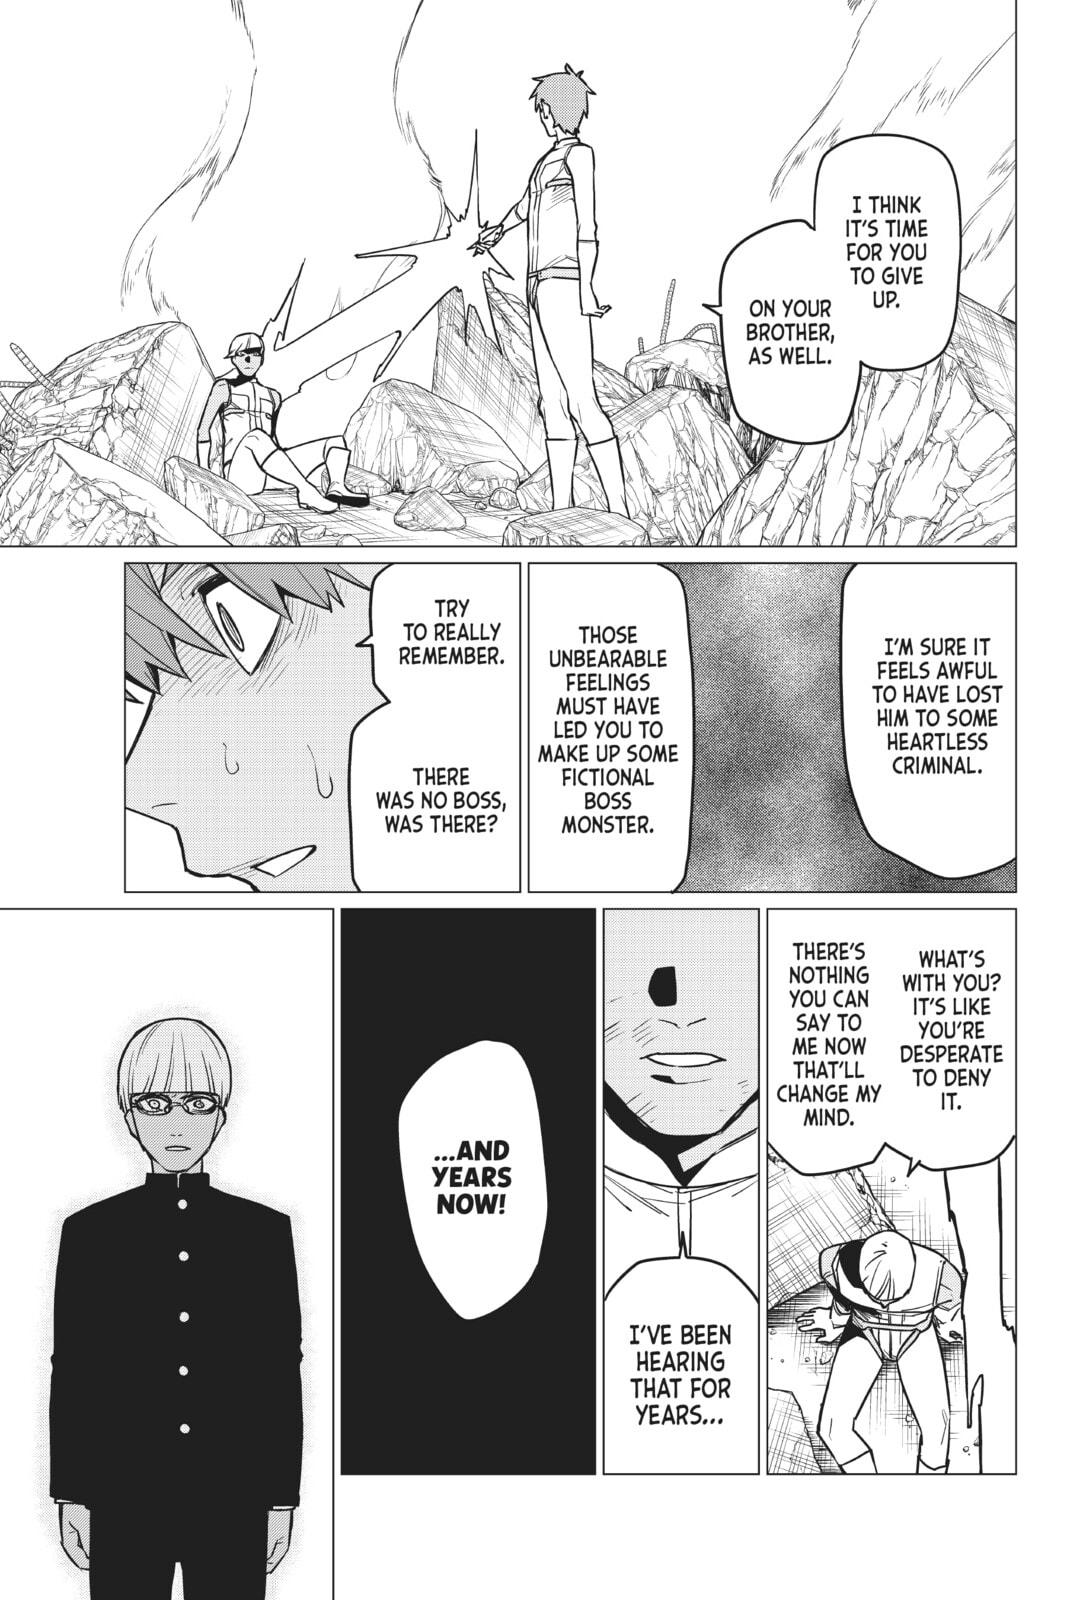 I THINK
IT'S TIME
FOR YOU
TO GIVE
UP.
ON YOUR
BROTHER,
AS WELL.
I'M SURE IT
FEELS AWFUL
TO HAVE LOST
HIM TO SOME
HEARTLESS
CRIMINAL.
THOSE
UNBEARABLE
FEELINGS
MUST HAVE
LED YOU TO
MAKE UP SOME
FICTIONAL
BOSS
MONSTER.
TRY
TO REALLY
REMEMBER.
THERE
WAS NO BOSS,
WAS THERE?
WHAT'S
WITH YOU?
IT'S LIKE
YOU'RE
DESPERATE
TO DENY
IT.
THERE'S
NOTHING
YOU CAN
SAY TO
ME NOW
THAT'LL
CHANGE MY
MIND.
I'VE BEEN
HEARING
THAT FOR
YEARS...
...AND
YEARS
NOW!